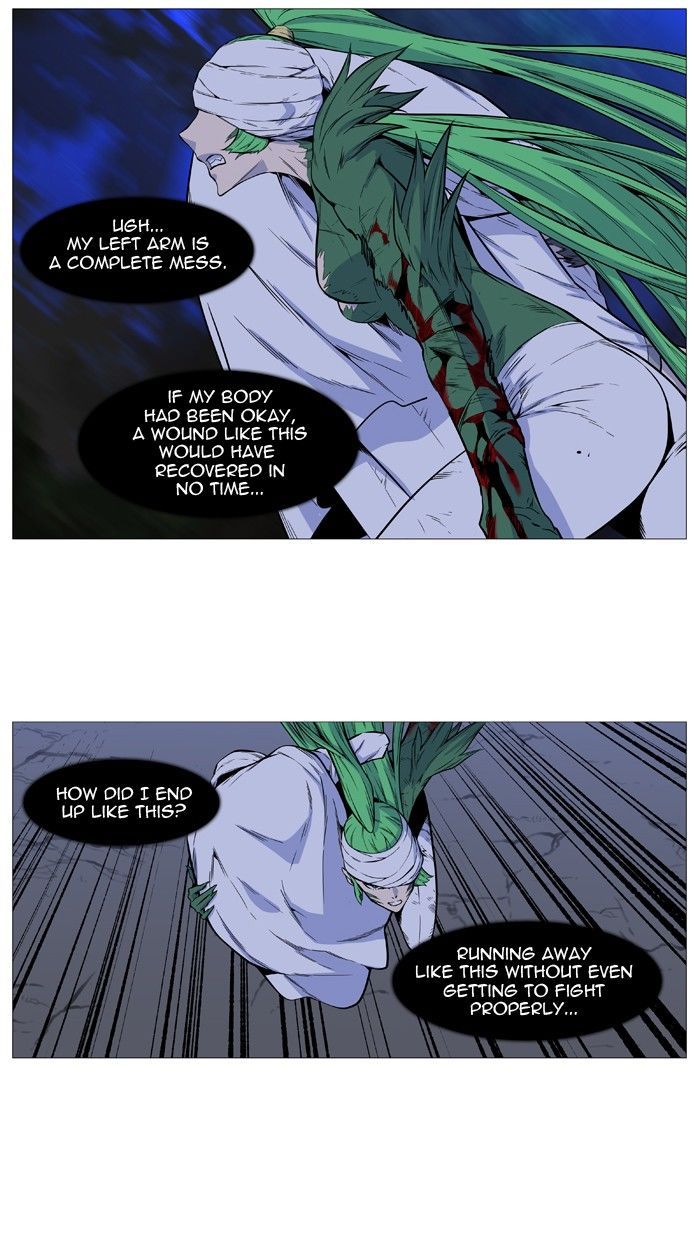 UGH...
MY LEFT ARM IS
A COMPLETE MESS.
IF MY BODY
HAD BEEN OKAY,
A WOUND LIKE THIS
WOULD HAVE
RECOVERED IN
NO TIME...
HOW DID I END
UP LIKE THIS?
RUNNING AWAY
LIKE THIS WITHOUT EVEN
GETTING TO FIGHT
PROPERLY...